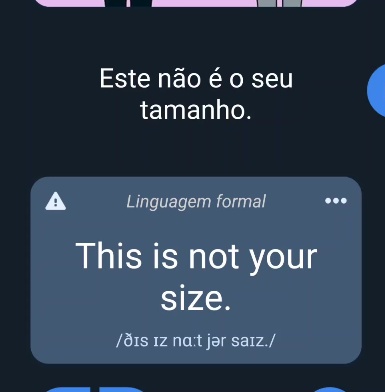 Este não é o seu
tamanho.
Linguagem formal
This is not your
size.
/ðɪs ɪz nɑːt jər saɪz./